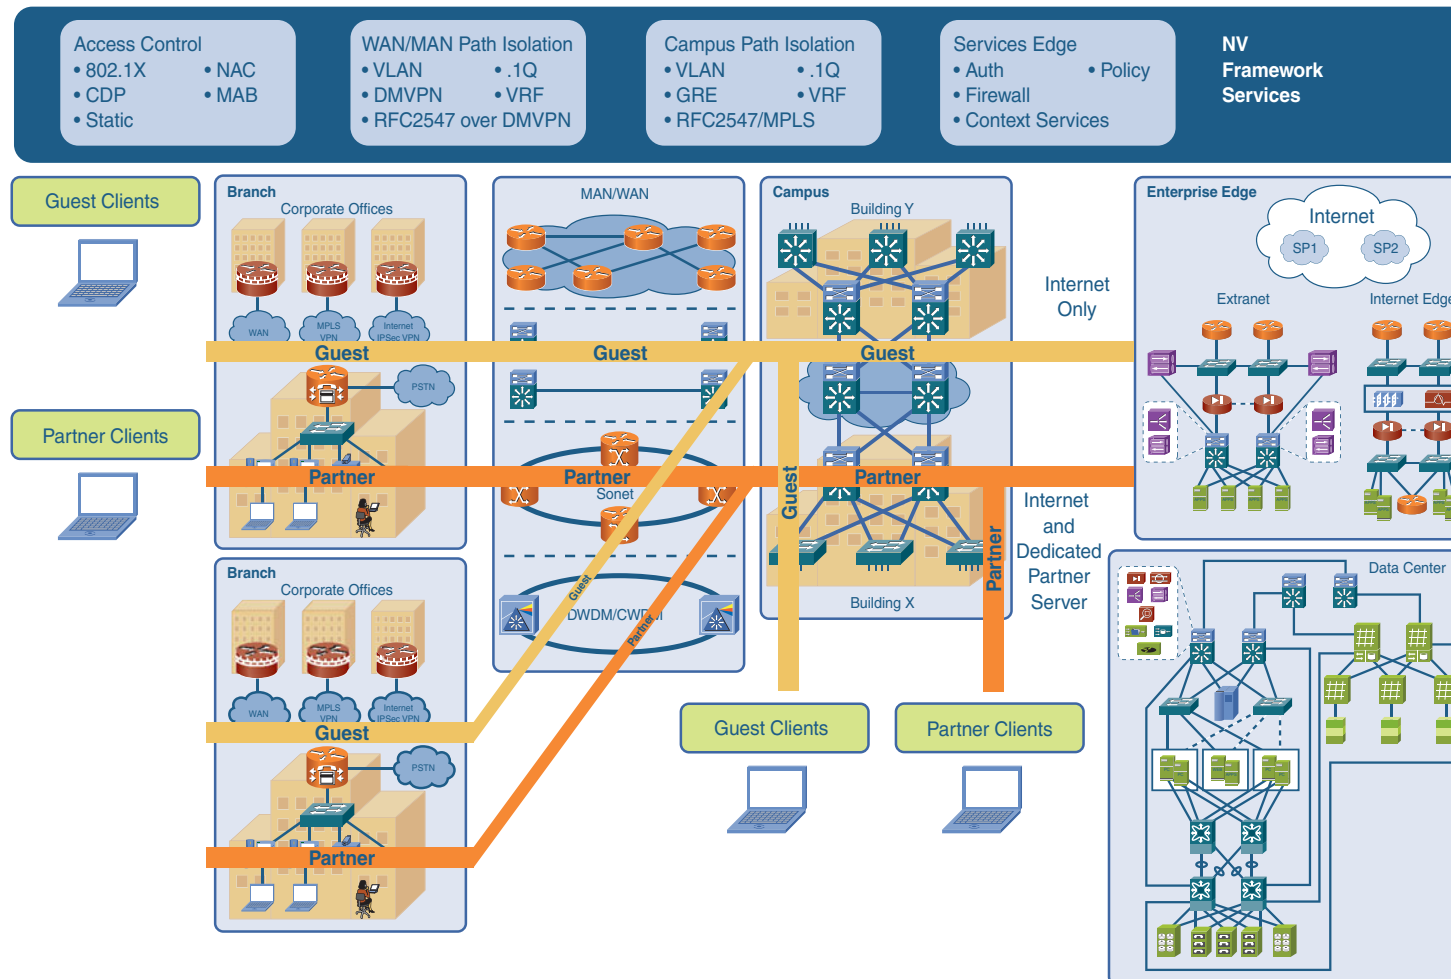 Access Control
• 802.1X • NAC
• CDP • MAB
• Static
WAN/MAN Path Isolation
• VLAN • .1Q
• DMVPN • VRF
• RFC2547 over DMVPN
Campus Path Isolation
• VLAN • .1Q
• GRE • VRF
• RFC2547/MPLS
Services Edge
• Auth • Policy
• Firewall
• Context Services
NV
Framework
Services
Guest Clients
Partner Clients
Branch
Corporate Offices
WAN
MPLS
VPN
Internet
IPSec VPN
Guest
PSTN
Partner
Branch
Corporate Offices
WAN
MPLS
VPN
Internet
IPSec VPN
Guest
PSTN
Partner
MAN/WAN
Guest
Partner
Sonet
Guest
DWDM/CWDM
Partner
Campus
Building Y
Guest
Guest
Partner
Partner
Building X
Guest Clients
Partner Clients
Internet
Only
Internet
and
Dedicated
Partner
Server
Enterprise Edge
Internet
SP1
SP2
Extranet
Internet Edge
Data Center